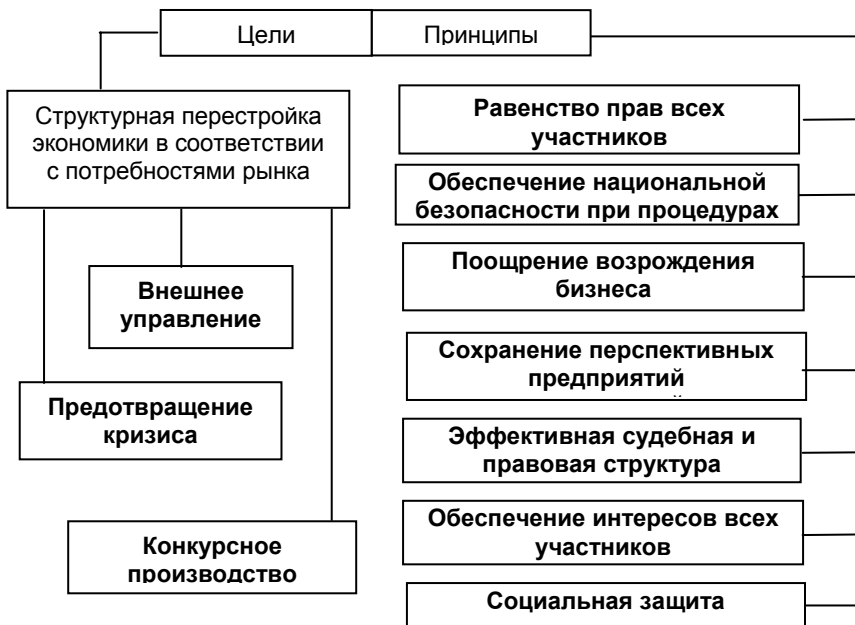 Цели
Принципы
Структурная перестройка
экономики в соответствии
с потребностями рынка
Внешнее
управление
Предотвращение
кризиса
Конкурсное
производство
Равенство прав всех
участников
Обеспечение национальной
безопасности при процедурах
Поощрение возрождения
бизнеса
Сохранение перспективных
предприятий
Эффективная судебная и
правовая структура
Обеспечение интересов всех
участников
Социальная защита